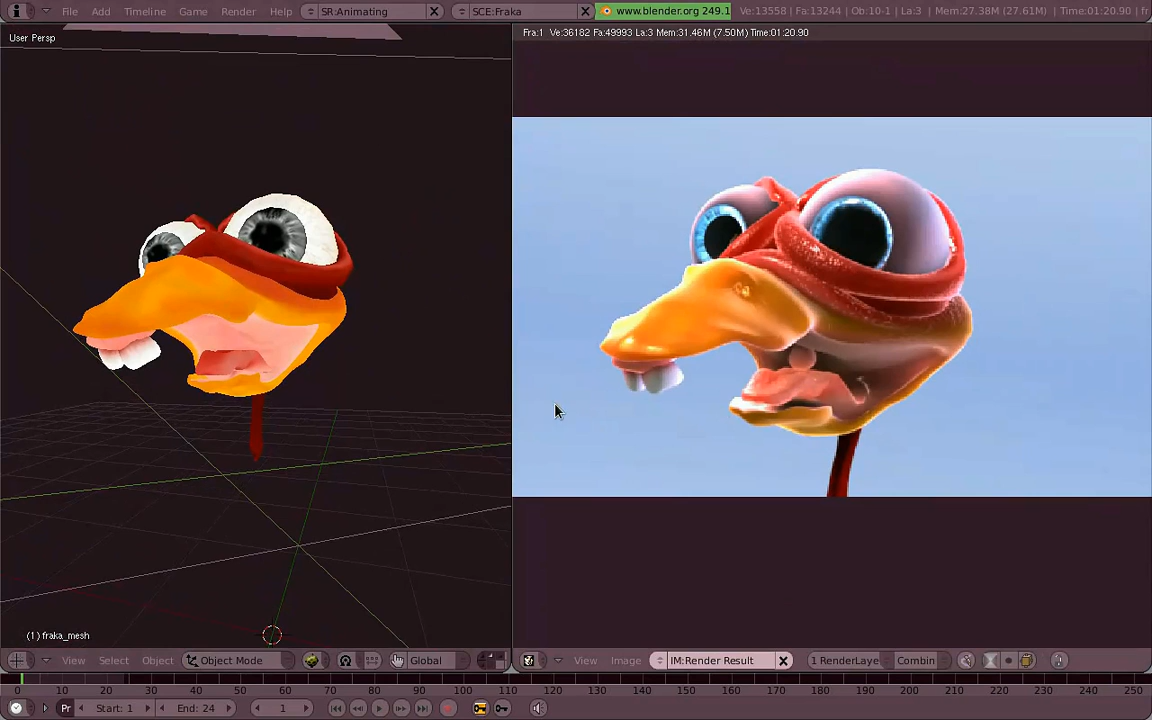 File Add Timeline Game Render Help SR:Animating SCE:Fraka www.blender.org 249.1 Ve:13558 | Fa:13244 | Ob:10-1 | La:3 | Mem:27.38M (27.61M) | Time:01:20.90 | fr
User Persp
Fra:1 Ve:36182 Fa:49993 La:3 Mem:31.46M (7.50M) Time:01:20.90
(1) fraka_mesh
View Select Object Object Mode Global
View Image IM:Render Result 1 RenderLaye Combin
0 10 20 30 40 50 60 70 80 90 100 110 120 130 140 150 160 170 180 190 200 210 220 230 240 250
Pr Start: 1 End: 24 1